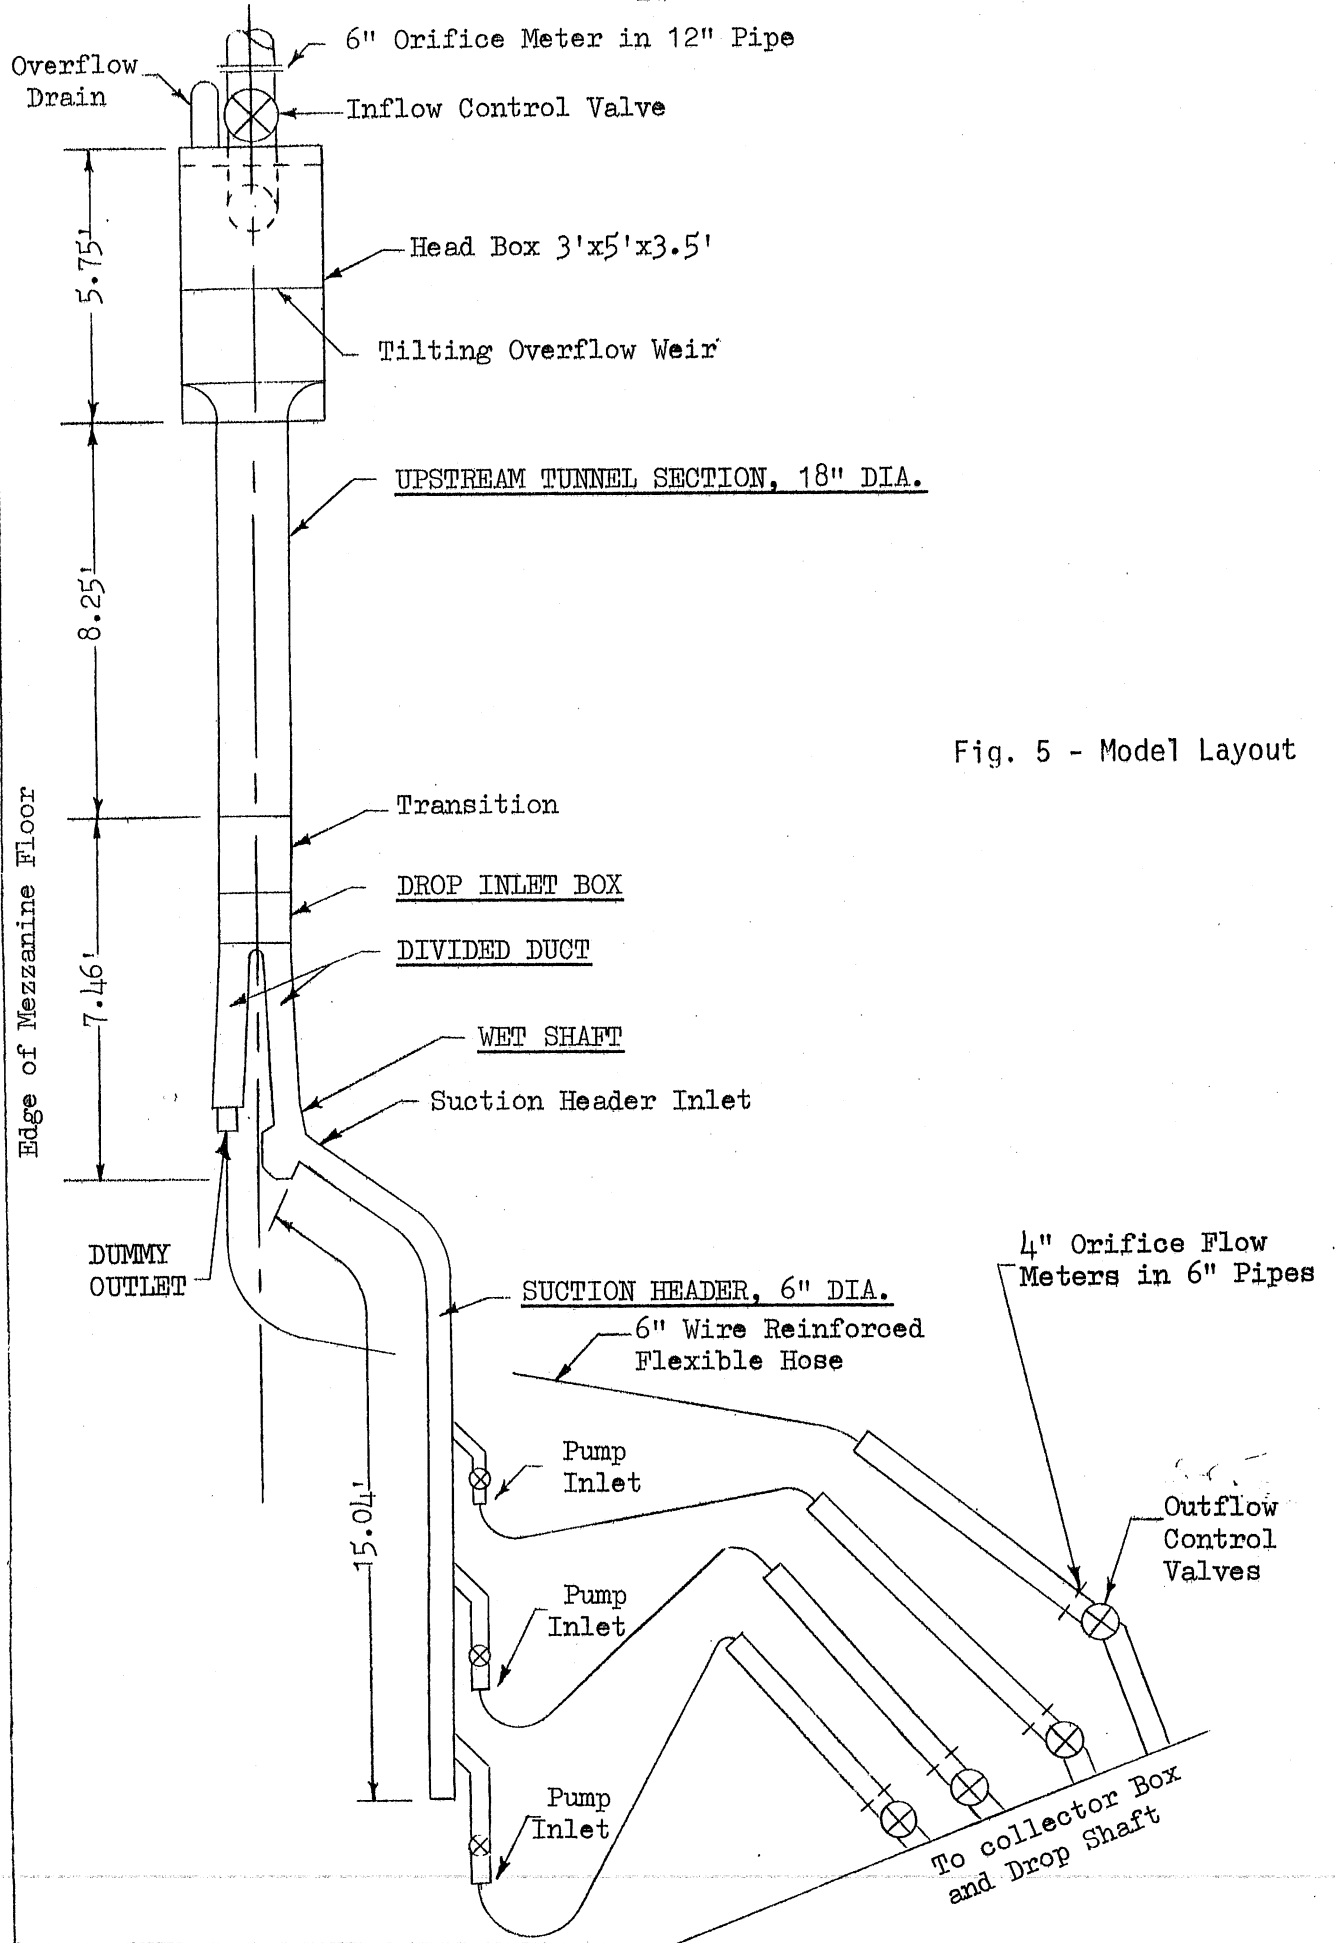 6" Orifice Meter in 12" Pipe
Overflow
Drain
Inflow Control Valve
5.75'
Head Box 3'x5'x3.5'
Tilting Overflow Weir
UPSTREAM TUNNEL SECTION, 18" DIA.
8.25'
Fig. 5 - Model Layout
Edge of Mezzanine Floor
Transition
DROP INLET BOX
DIVIDED DUCT
7.46'
WET SHAFT
Suction Header Inlet
DUMMY
OUTLET
4" Orifice Flow
Meters in 6" Pipes
SUCTION HEADER, 6" DIA.
6" Wire Reinforced
Flexible Hose
15.04'
Pump
Inlet
Outflow
Control
Valves
Pump
Inlet
Pump
Inlet
To collector Box
and Drop Shaft